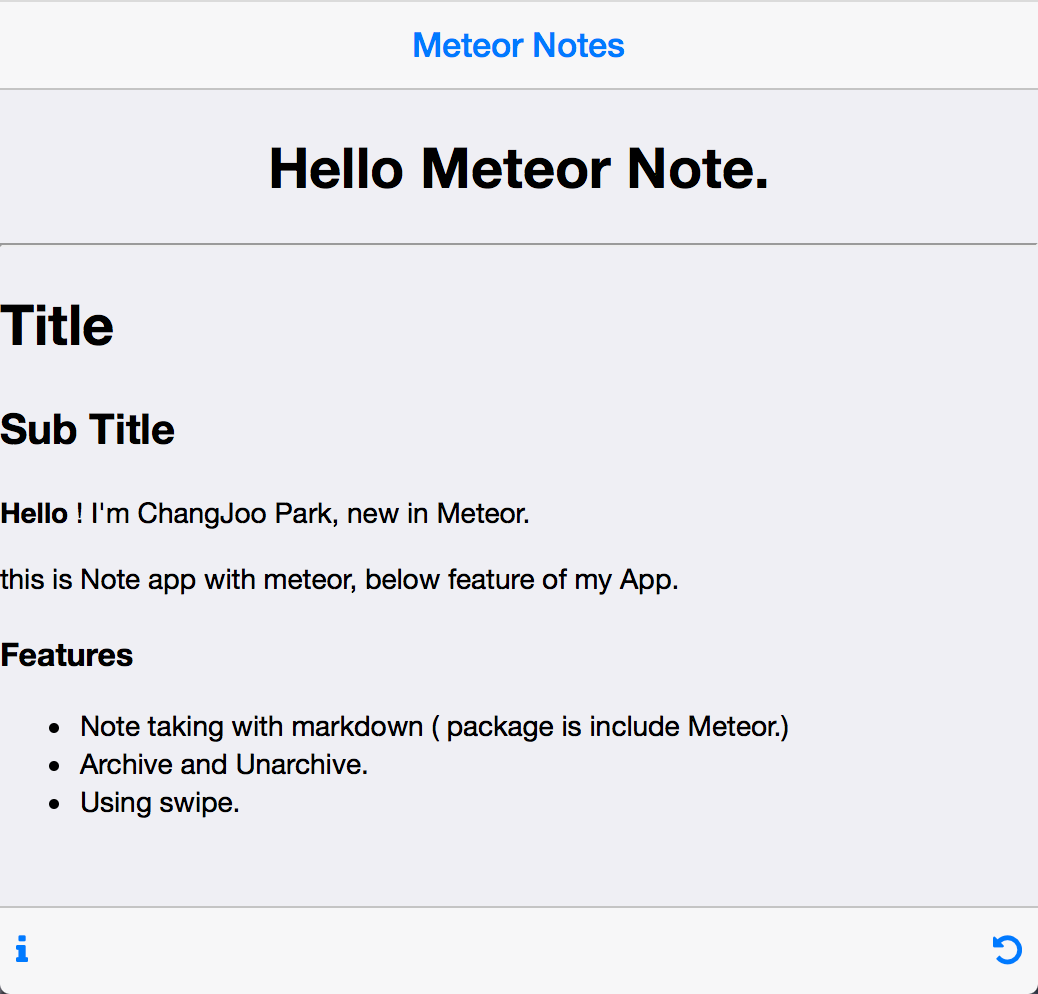 Meteor Notes
Hello Meteor Note.
Title
Sub Title
Hello ! I'm ChangJoo Park, new in Meteor.
this is Note app with meteor, below feature of my App.
Features
Note taking with markdown ( package is include Meteor.)
Archive and Unarchive.
Using swipe.